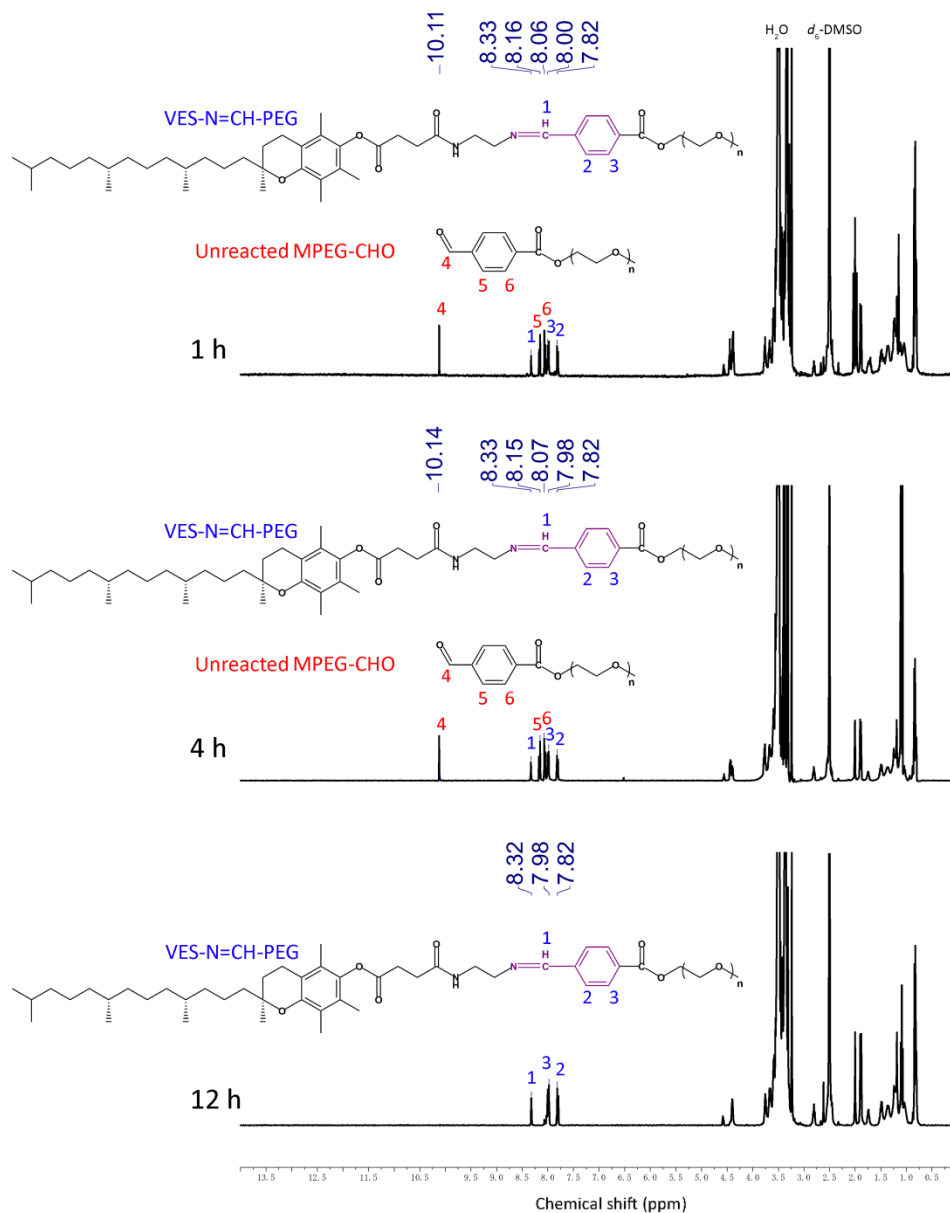 H2O d6-DMSO
10.11
8.33
8.16
8.06
8.00
7.82
VES-N=CH-PEG
O O N H N H C 1 O O O n
O O
2 3
Unreacted MPEG-CHO
O O O O n
4 5 6
4 1 5 6 3 2
1 h
10.14
8.33
8.15
8.07
7.98
7.82
VES-N=CH-PEG
O O N H N H C 1 O O O n
O O
2 3
Unreacted MPEG-CHO
O O O O n
4 5 6
4 1 5 6 3 2
4 h
8.32
7.98
7.82
VES-N=CH-PEG
O O N H N H C 1 O O O n
O O
2 3
1 3 2
12 h
13.5 12.5 11.5 10.5 9.5 9.0 8.5 8.0 7.5 7.0 6.5 6.0 5.5 5.0 4.5 4.0 3.5 3.0 2.5 2.0 1.5 1.0 0.5
Chemical shift (ppm)